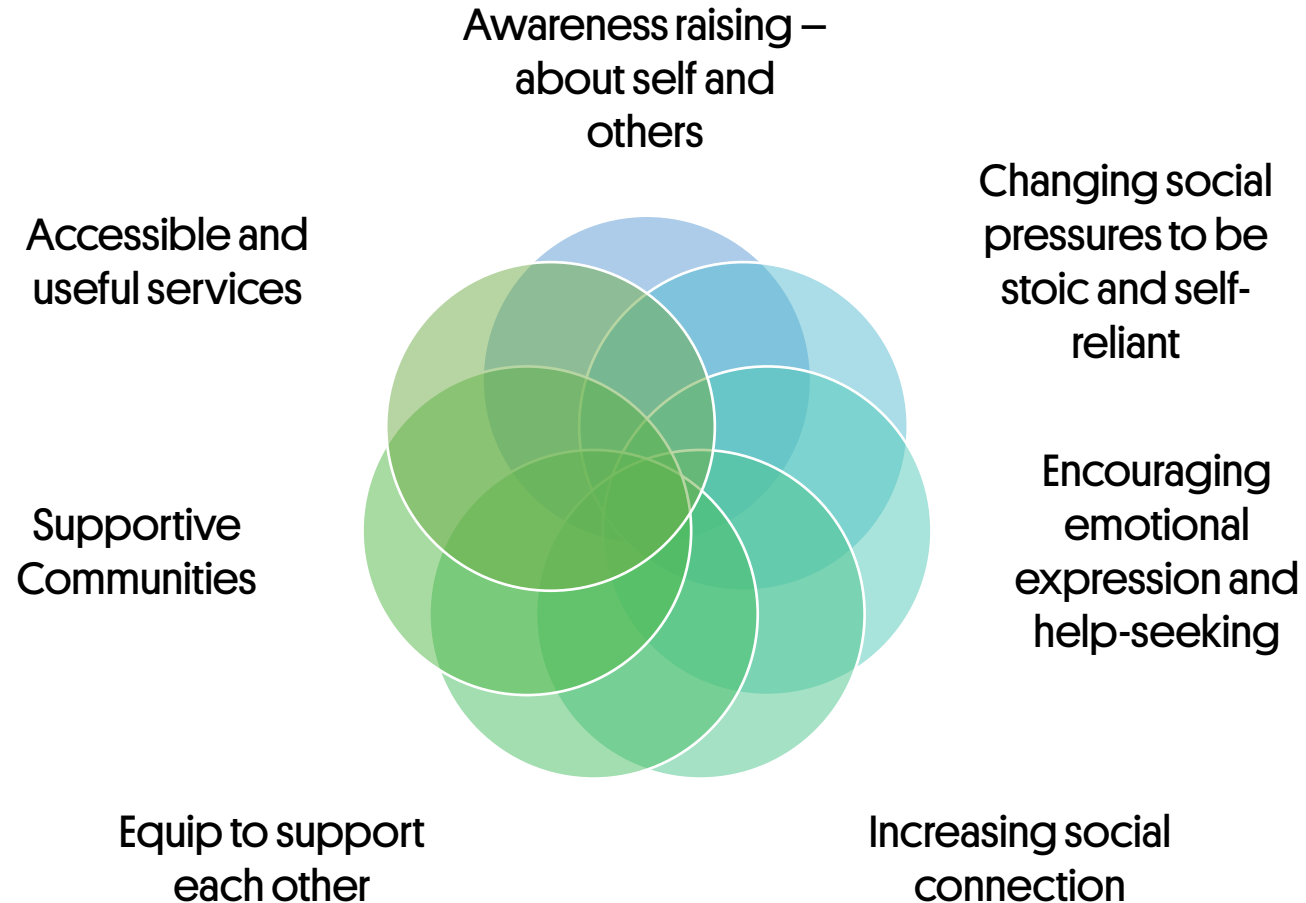 Awareness raising –
about self and
others
Changing social
pressures to be
stoic and self-
reliant
Encouraging
emotional
expression and
help-seeking
Increasing social
connection
Equip to support
each other
Supportive
Communities
Accessible and
useful services